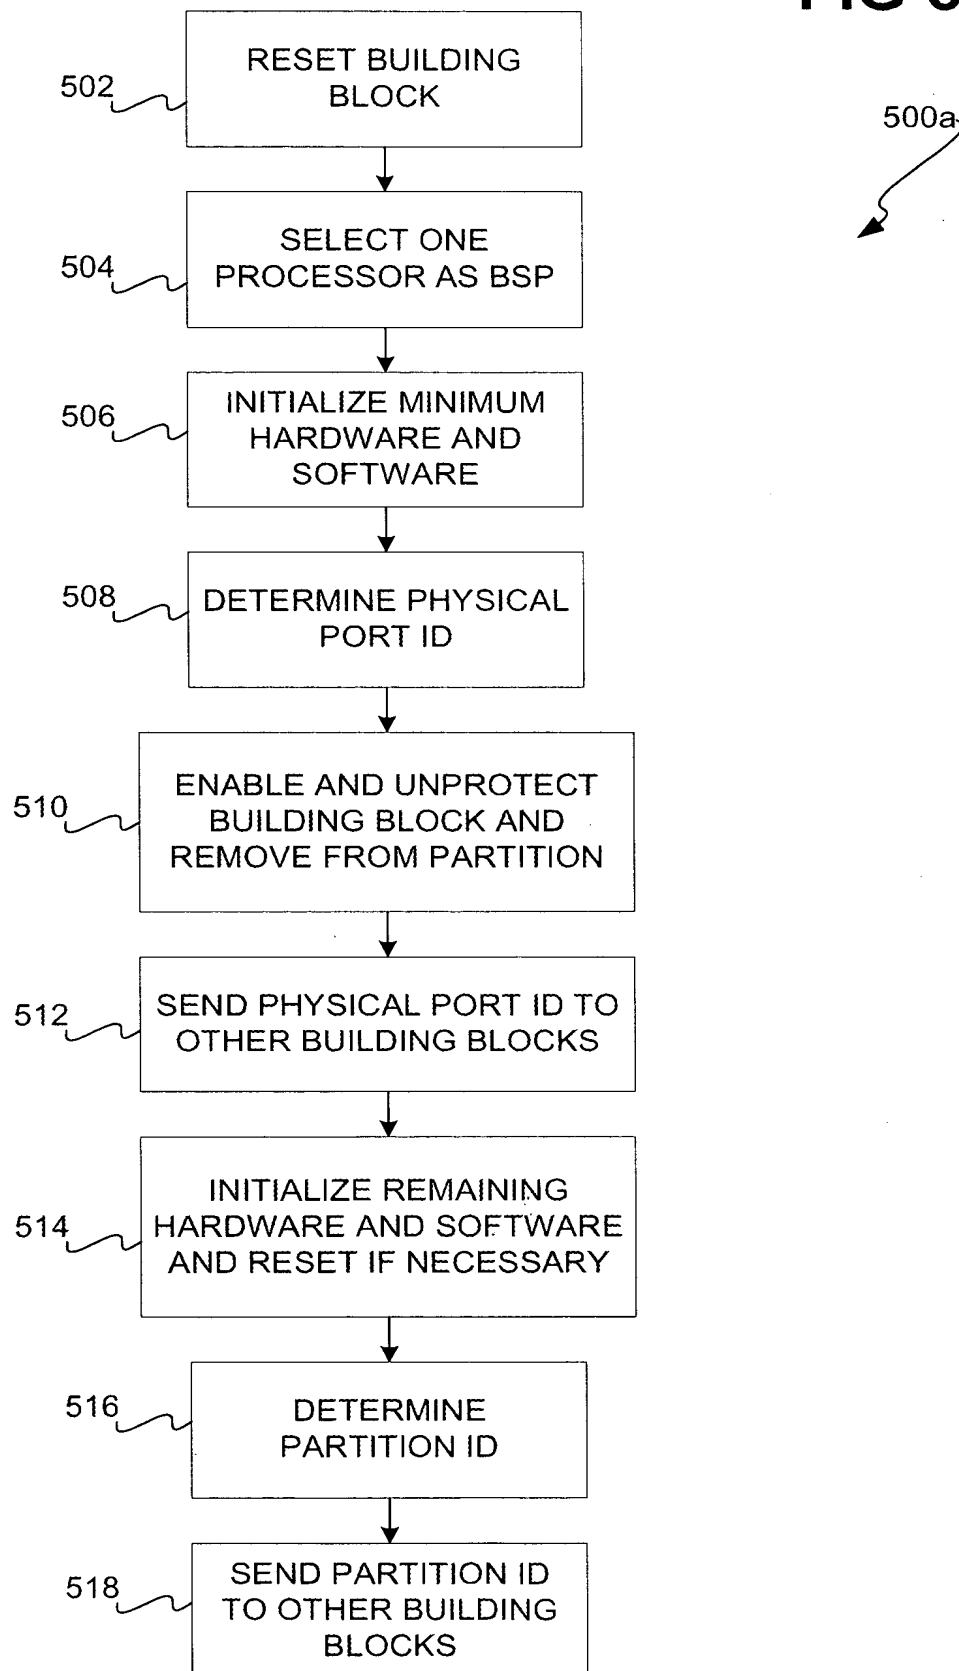 500a
502
RESET BUILDING
BLOCK
504
SELECT ONE
PROCESSOR AS BSP
506
INITIALIZE MINIMUM
HARDWARE AND
SOFTWARE
508
DETERMINE PHYSICAL
PORT ID
510
ENABLE AND UNPROTECT
BUILDING BLOCK AND
REMOVE FROM PARTITION
512
SEND PHYSICAL PORT ID TO
OTHER BUILDING BLOCKS
514
INITIALIZE REMAINING
HARDWARE AND SOFTWARE
AND RESET IF NECESSARY
516
DETERMINE
PARTITION ID
518
SEND PARTITION ID
TO OTHER BUILDING
BLOCKS